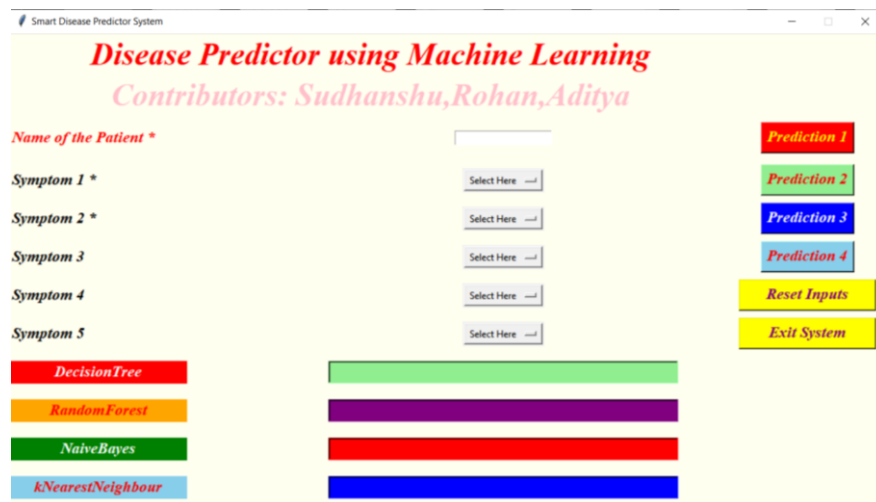 Smart Disease Predictor System
Disease Predictor using Machine Learning
Contributors: Sudhanshu,Rohan,Aditya
Name of the Patient *
Prediction 1
Symptom 1 *
Select Here
Prediction 2
Symptom 2 *
Select Here
Prediction 3
Symptom 3
Select Here
Prediction 4
Symptom 4
Select Here
Reset Inputs
Symptom 5
Select Here
Exit System
DecisionTree
RandomForest
NaiveBayes
kNearestNeighbour